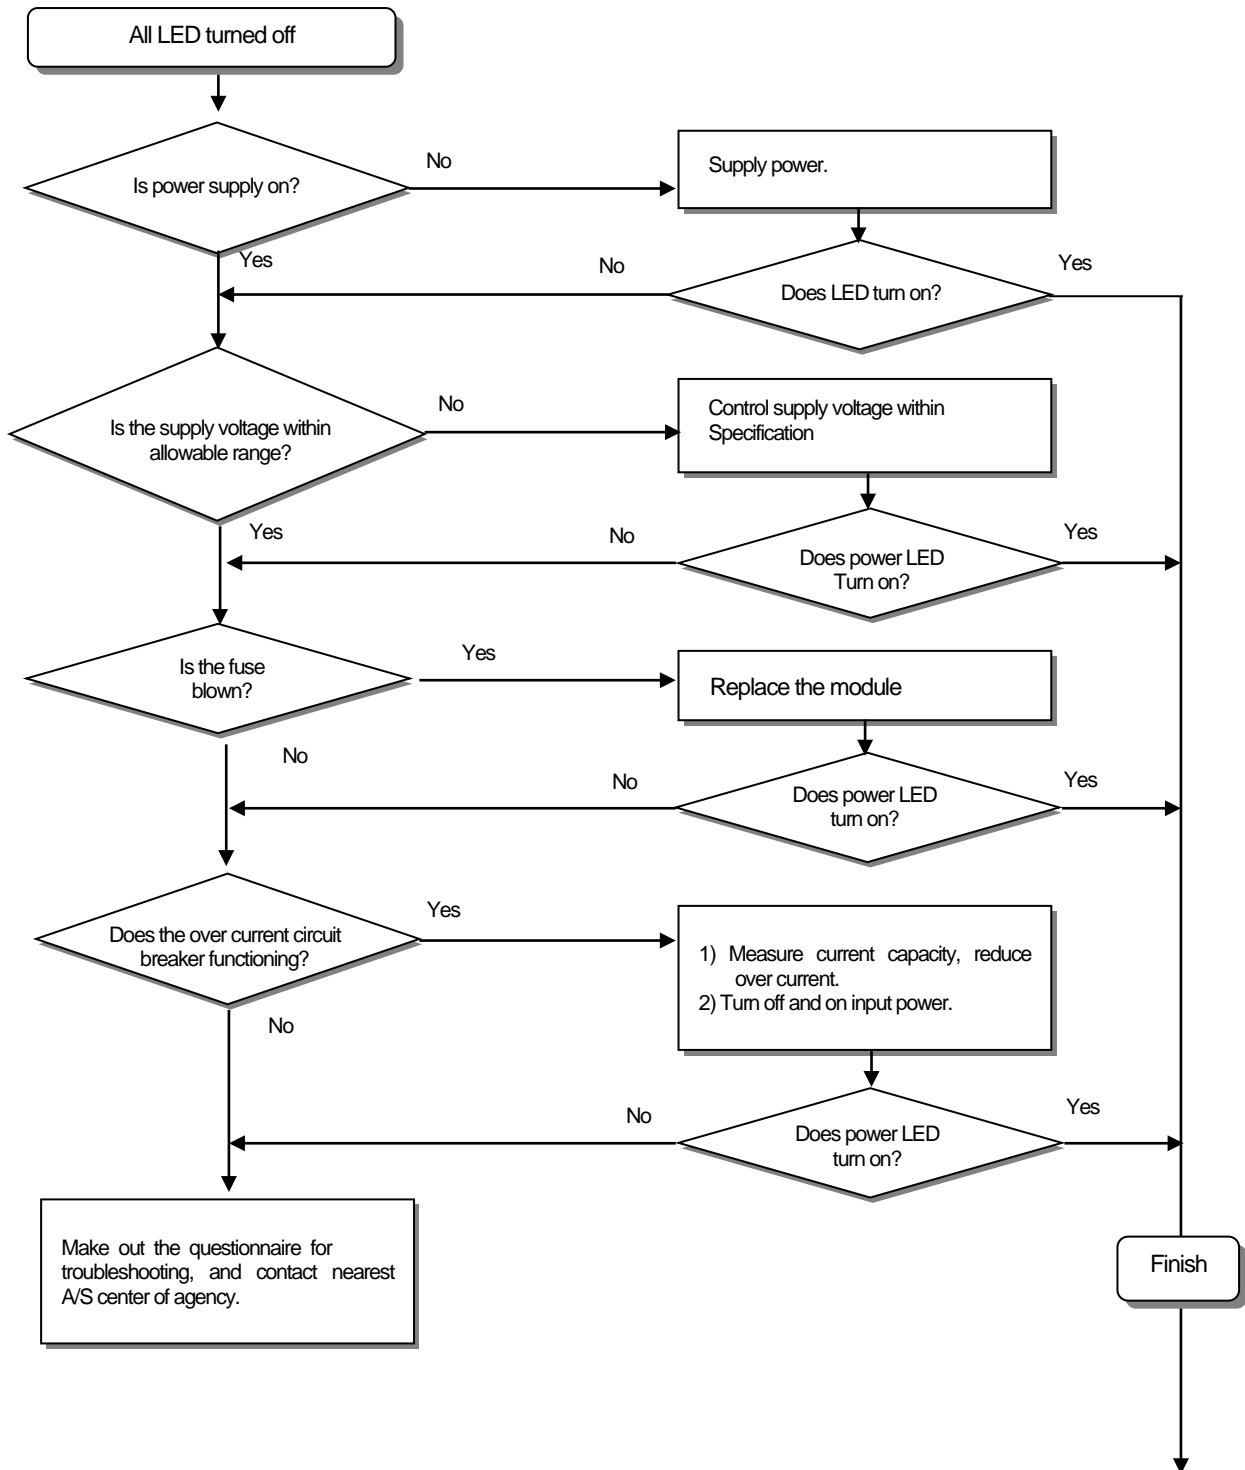 All LED turned off
Is power supply on?
No
Supply power.
Yes
No
Does LED turn on?
Yes
Is the supply voltage within
allowable range?
No
Control supply voltage within
Specification
Yes
No
Does power LED
Turn on?
Yes
Is the fuse
blown?
Yes
Replace the module
No
No
Does power LED
turn on?
Yes
Does the over current circuit
breaker functioning?
Yes
1) Measure current capacity, reduce
over current.
2) Turn off and on input power.
No
No
Does power LED
turn on?
Yes
Make out the questionnaire for
troubleshooting, and contact nearest
A/S center of agency.
Finish